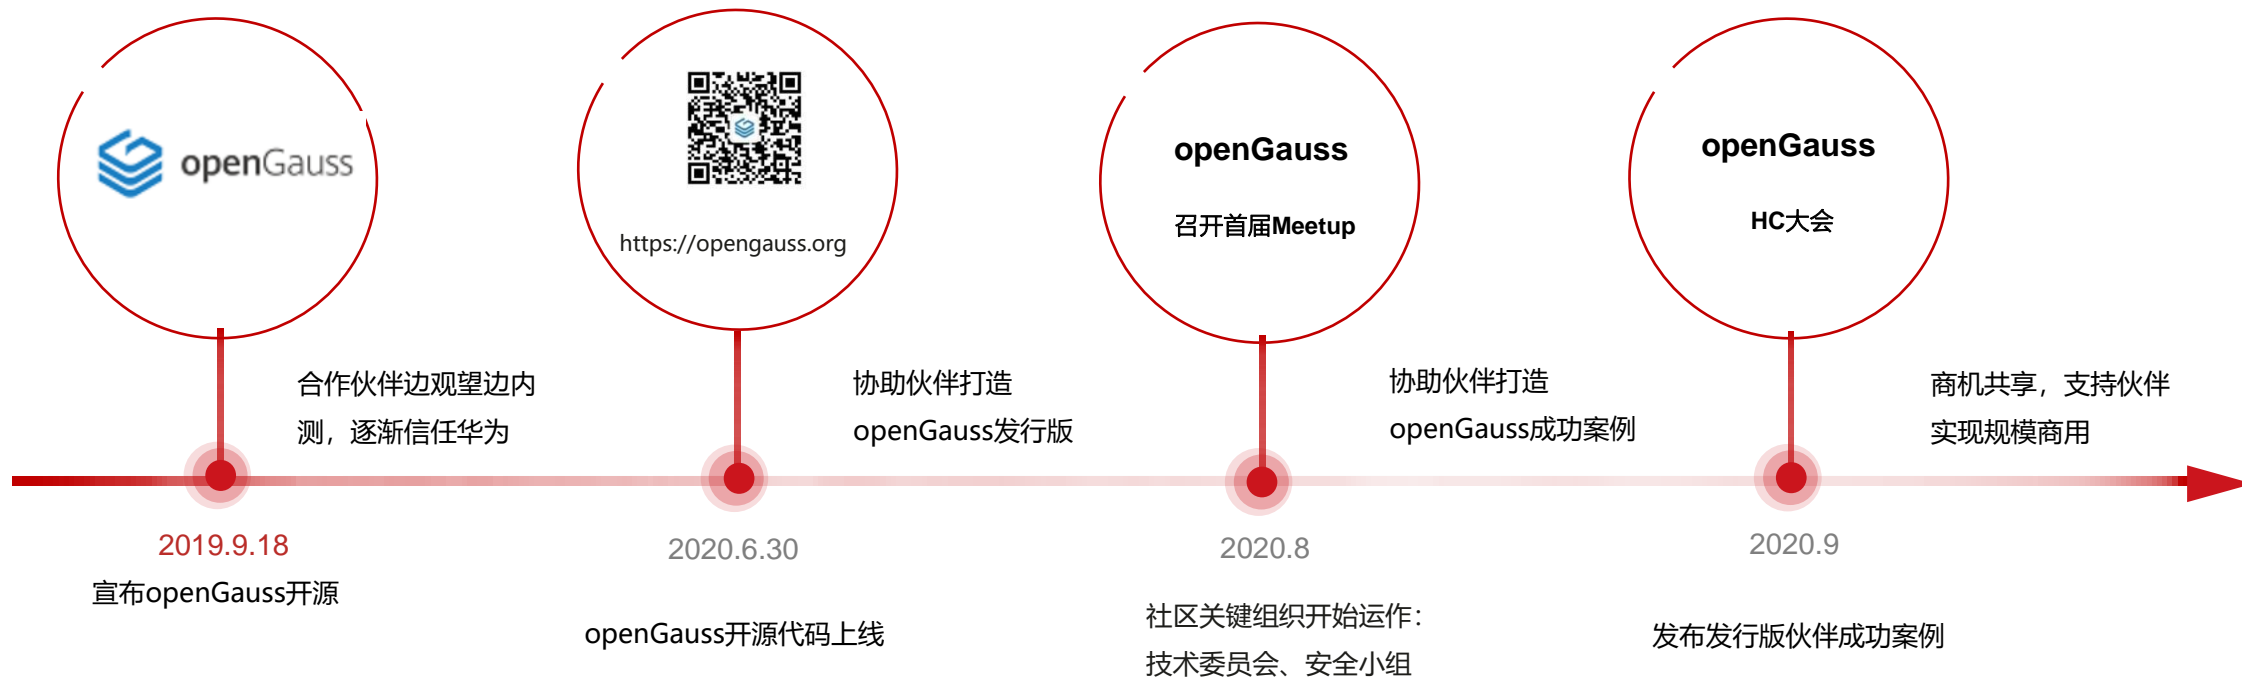 openGauss
https://opengauss.org
openGauss
召开首届Meetup
openGauss
HC大会
合作伙伴边观望边内
测，逐渐信任华为
协助伙伴打造
openGauss发行版
协助伙伴打造
openGauss成功案例
商机共享，支持伙伴
实现规模商用
2019.9.18
宣布openGauss开源
2020.6.30
openGauss开源代码上线
2020.8
社区关键组织开始运作：
技术委员会、安全小组
2020.9
发布发行版伙伴成功案例